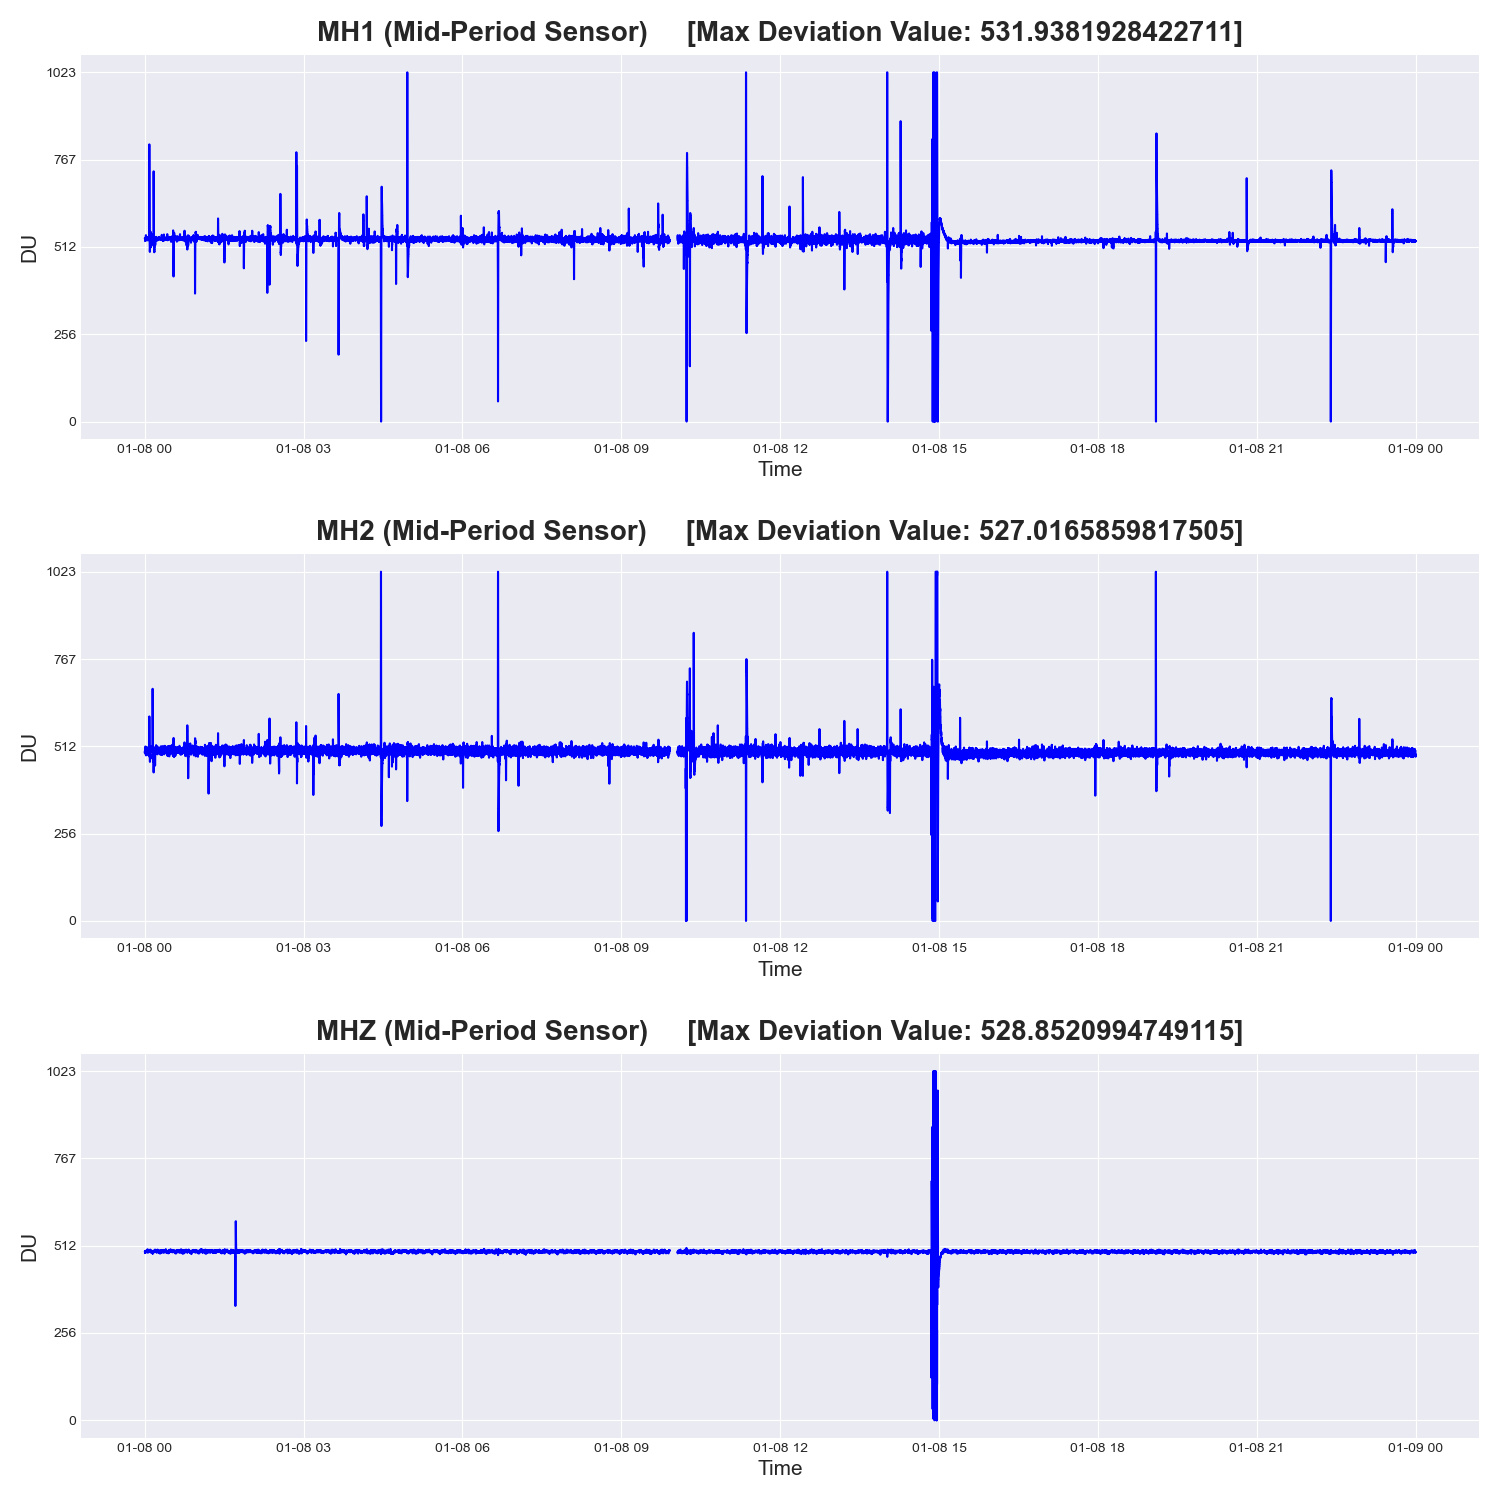 MH1 (Mid-Period Sensor) [Max Deviation Value: 531.9381928422711]
1023
767
512
256
0
DU
01-08 00 01-08 03 01-08 06 01-08 09 01-08 12 01-08 15 01-08 18 01-08 21 01-09 00
Time
MH2 (Mid-Period Sensor) [Max Deviation Value: 527.0165859817505]
1023
767
512
256
0
DU
01-08 00 01-08 03 01-08 06 01-08 09 01-08 12 01-08 15 01-08 18 01-08 21 01-09 00
Time
MHZ (Mid-Period Sensor) [Max Deviation Value: 528.8520994749115]
1023
767
512
256
0
DU
01-08 00 01-08 03 01-08 06 01-08 09 01-08 12 01-08 15 01-08 18 01-08 21 01-09 00
Time